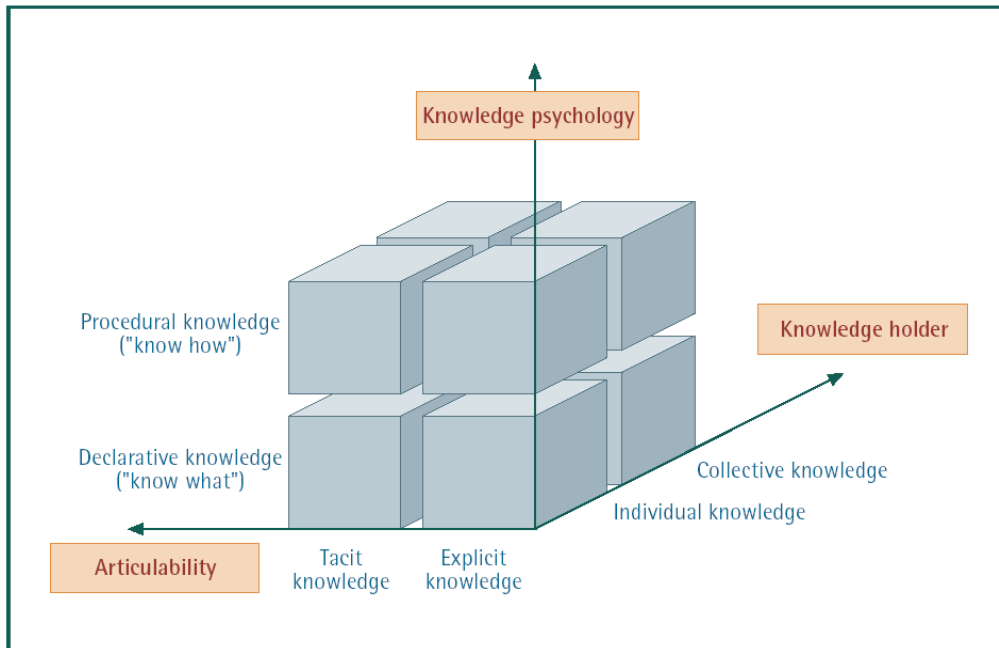 Knowledge psychology
Procedural knowledge
("know how")
Knowledge holder
Declarative knowledge
("know what")
Collective knowledge
Individual knowledge
Articulability
Tacit
knowledge
Explicit
knowledge